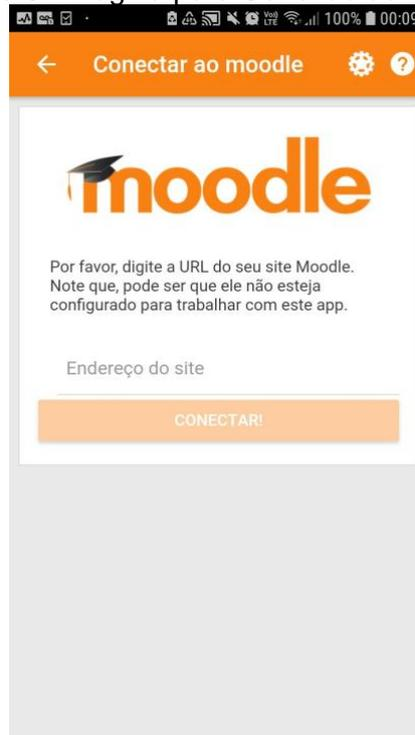 100% 00:09
Conectar ao moodle
moodle
Por favor, digite a URL do seu site Moodle.
Note que, pode ser que ele não esteja
configurado para trabalhar com este app.
Endereço do site
CONECTAR!